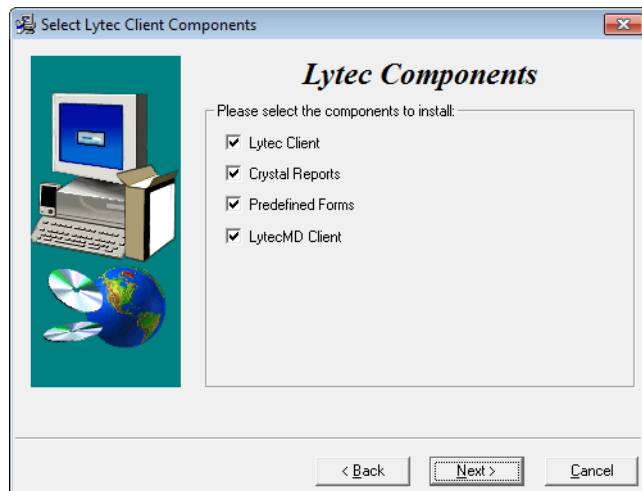 Select Lytec Client Components
Lytec Components
Please select the components to install:
Lytec Client
Crystal Reports
Predefined Forms
LytecMD Client
< Back
Next >
Cancel